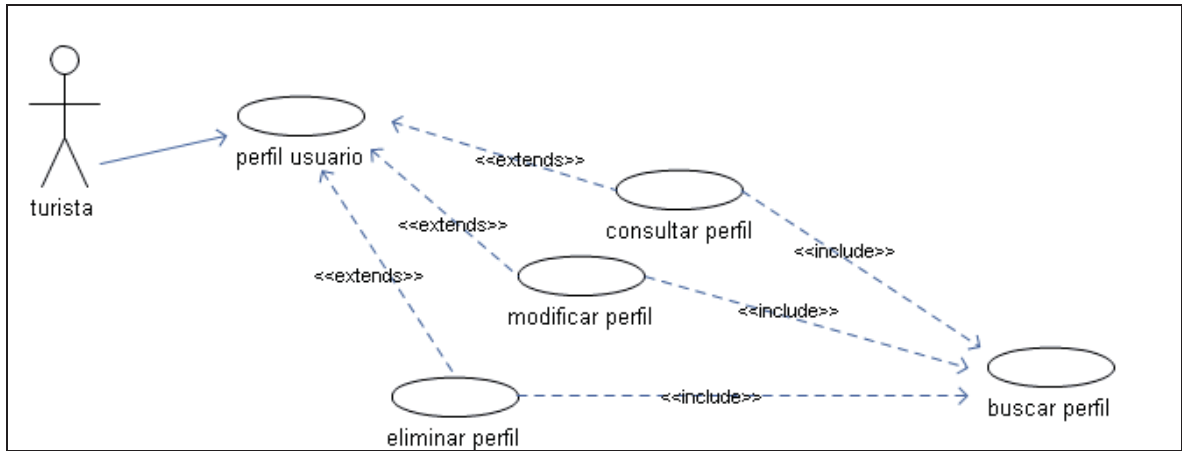 perfil usuario
<<extends>>
turista
consultar perfil
<<extends>>
<<include>>
<<extends>>
modificar perfil
<<include>>
<<include>>
buscar perfil
eliminar perfil